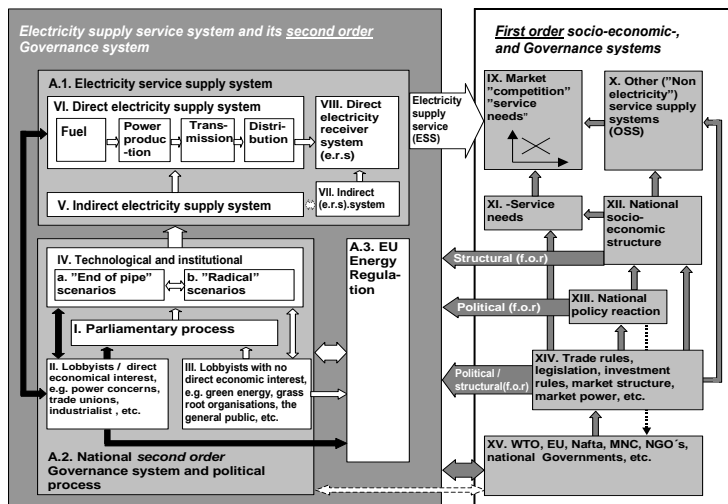 Electricity supply service system and its second order
Governance system
A.1. Electricity service supply system
VI. Direct electricity supply system
Fuel
Power
produc-
-tion
Trans-
mission
Distri-
bution
VIII. Direct
electricity
receiver
system
(e.r.s)
V. Indirect electricity supply system
VII. Indirect
(e.r.s).system
IV. Technological and institutional
a. "End of pipe"
scenarios
b. "Radical"
scenarios
I. Parliamentary process
II. Lobbyists / direct
economical interest,
e.g. power concerns,
trade unions,
industrialist , etc.
III. Lobbyists with no
direct economic interest,
e.g. green energy, grass
root organisations, the
general public, etc.
A.2. National second order
Governance system and political
process
A.3. EU
Energy
Regula-
tion
Electricity
supply
service
(ESS)
First order socio-economic-,
and Governance systems
IX. Market
"competition"
"service
needs"
X. Other ("Non
electricity")
service supply
systems
(OSS)
XI. -Service
needs
XII. National
socio-
economic
structure
Structural (f.o.r)
Political (f.o.r)
XIII. National
policy reaction
Political /
structural(f.o.r)
XIV. Trade rules,
legislation, investment
rules, market structure,
market power, etc.
XV. WTO, EU, Nafta, MNC, NGO´s,
national Governments, etc.